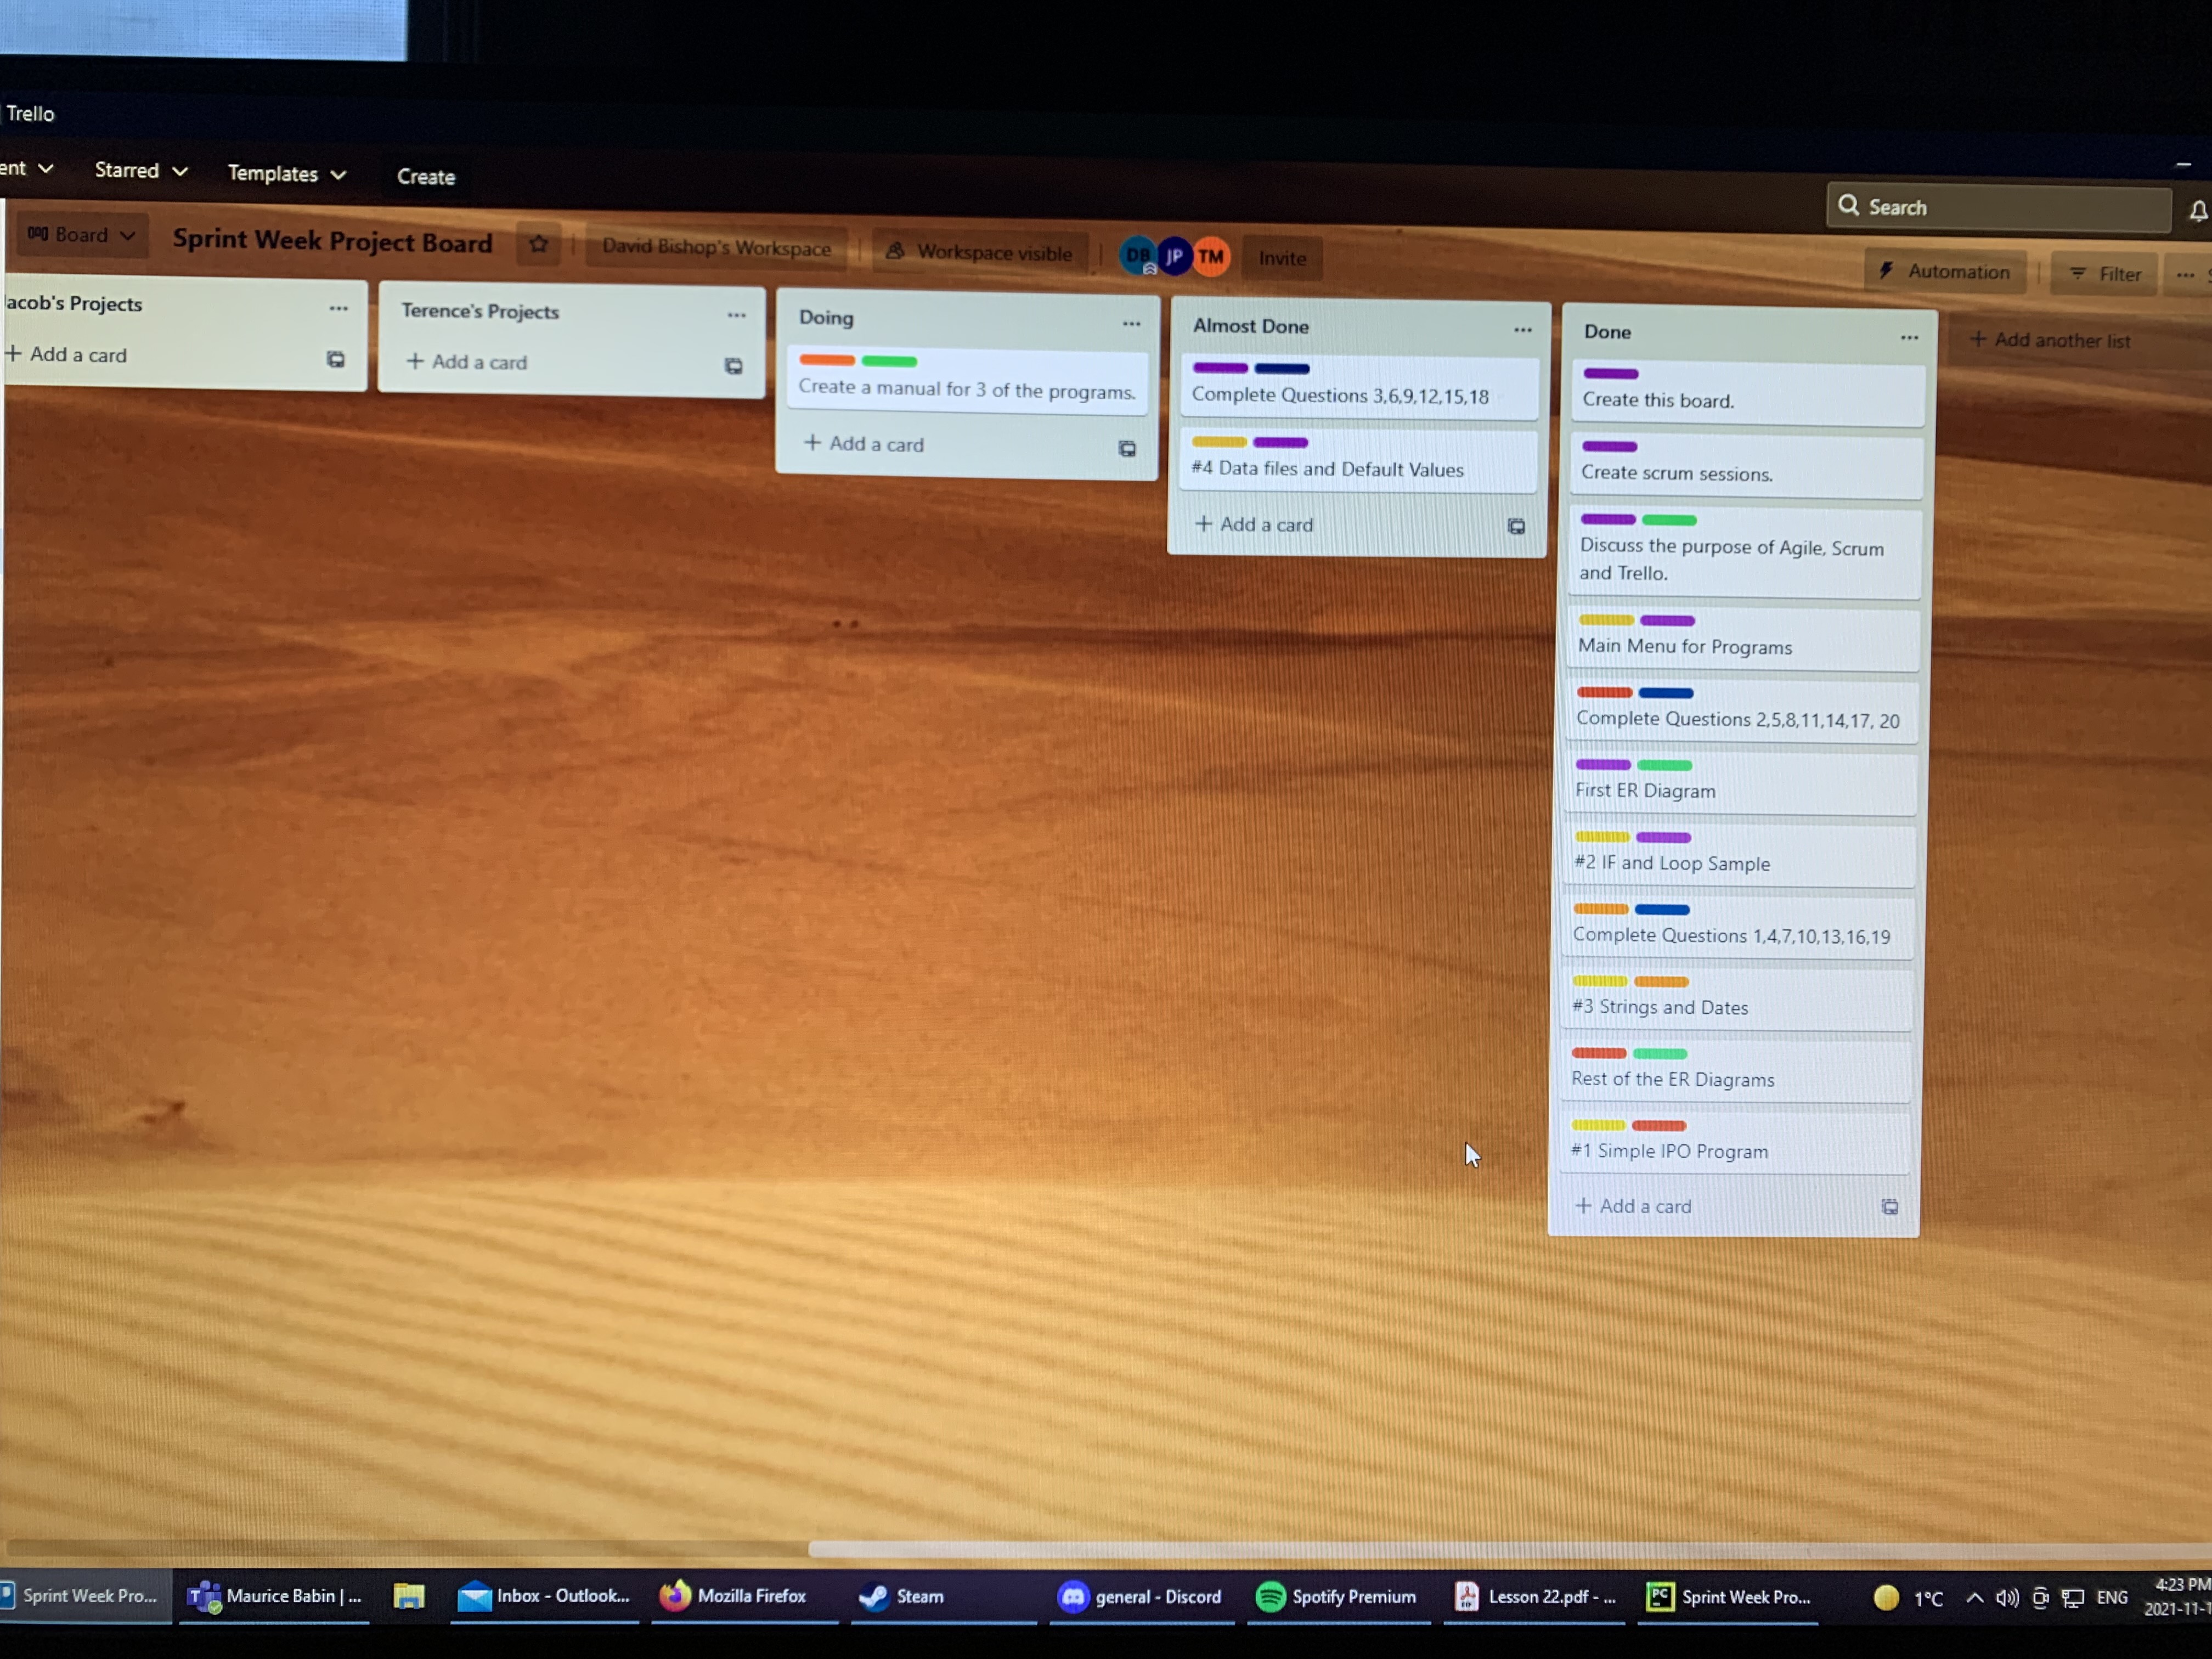 Trello
ent
Starred
Templates
Create
Search
Board
Sprint Week Project Board
David Bishop's Workspace
Workspace visible
DB
JP
TM
Invite
Automation
Filter
acob's Projects
+ Add a card
Terence's Projects
+ Add a card
Doing
Create a manual for 3 of the programs.
+ Add a card
Almost Done
Complete Questions 3,6,9,12,15,18
#4 Data files and Default Values
+ Add a card
Done
Create this board.
Create scrum sessions.
Discuss the purpose of Agile, Scrum
and Trello.
Main Menu for Programs
Complete Questions 2,5,8,11,14,17, 20
First ER Diagram
#2 IF and Loop Sample
Complete Questions 1,4,7,10,13,16,19
#3 Strings and Dates
Rest of the ER Diagrams
#1 Simple IPO Program
+ Add a card
+ Add another list
Sprint Week Pro...
Maurice Babin | ...
Inbox - Outlook...
Mozilla Firefox
Steam
general - Discord
Spotify Premium
Lesson 22.pdf - ...
PC
Sprint Week Pro...
1°C
ENG
4:23 PM
2021-11-1